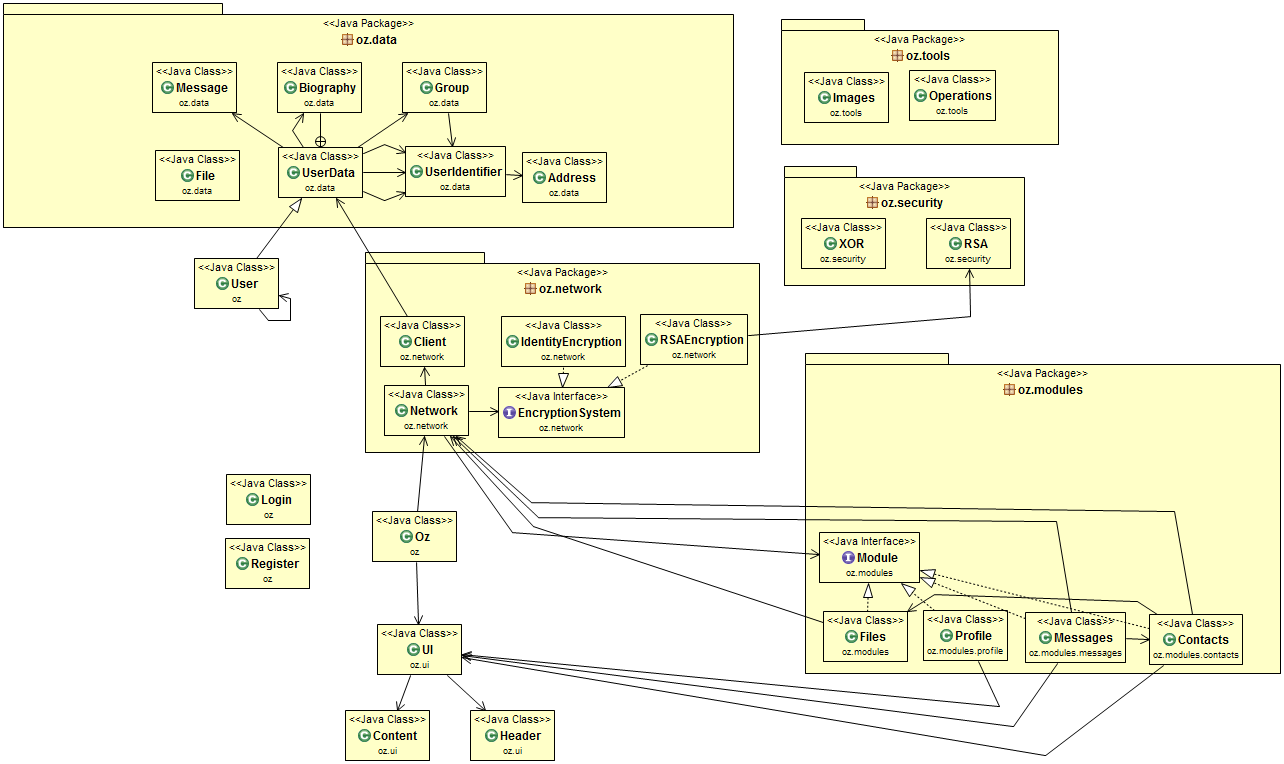 <<Java Package>>
oz.data
<<Java Class>>
Message
oz.data
<<Java Class>>
Biography
oz.data
<<Java Class>>
Group
oz.data
<<Java Class>>
File
oz.data
<<Java Class>>
UserData
oz.data
<<Java Class>>
UserIdentifier
oz.data
<<Java Class>>
Address
oz.data
<<Java Package>>
oz.tools
<<Java Class>>
Images
oz.tools
<<Java Class>>
Operations
oz.tools
<<Java Package>>
oz.security
<<Java Class>>
XOR
oz.security
<<Java Class>>
RSA
oz.security
<<Java Class>>
User
oz
<<Java Package>>
oz.network
<<Java Class>>
Client
oz.network
<<Java Class>>
IdentityEncryption
oz.network
<<Java Class>>
RSAEncryption
oz.network
<<Java Class>>
Network
oz.network
<<Java Interface>>
EncryptionSystem
oz.network
<<Java Package>>
oz.modules
<<Java Interface>>
Module
oz.modules
<<Java Class>>
Files
oz.modules
<<Java Class>>
Profile
oz.modules.profile
<<Java Class>>
Messages
oz.modules.messages
<<Java Class>>
Contacts
oz.modules.contacts
<<Java Class>>
Login
oz
<<Java Class>>
Register
oz
<<Java Class>>
Oz
oz
<<Java Class>>
UI
oz.ui
<<Java Class>>
Content
oz.ui
<<Java Class>>
Header
oz.ui